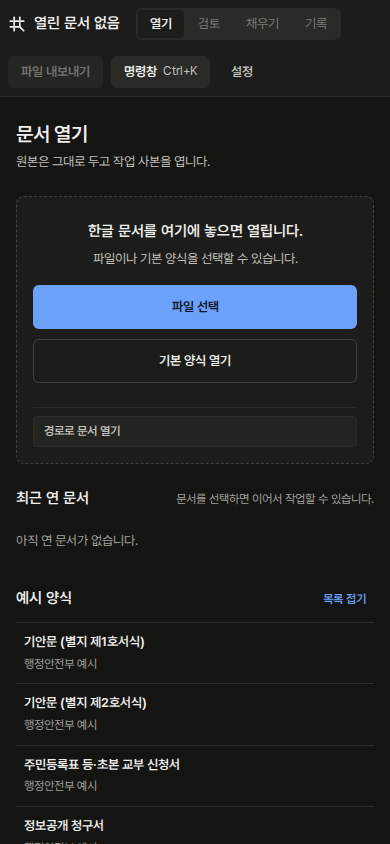 열린 문서 없음
열기 검토 채우기 기록
파일 내보내기 명령창 Ctrl+K 설정
문서 열기
원본은 그대로 두고 작업 사본을 엽니다.
한글 문서를 여기에 놓으면 열립니다.
파일이나 기본 양식을 선택할 수 있습니다.
파일 선택
기본 양식 열기
경로로 문서 열기
최근 연 문서 문서를 선택하면 이어서 작업할 수 있습니다.
아직 연 문서가 없습니다.
예시 양식 목록 접기
기안문 (별지 제1호서식)
행정안전부 예시
기안문 (별지 제2호서식)
행정안전부 예시
주민등록표 등·초본 교부 신청서
행정안전부 예시
정보공개 청구서